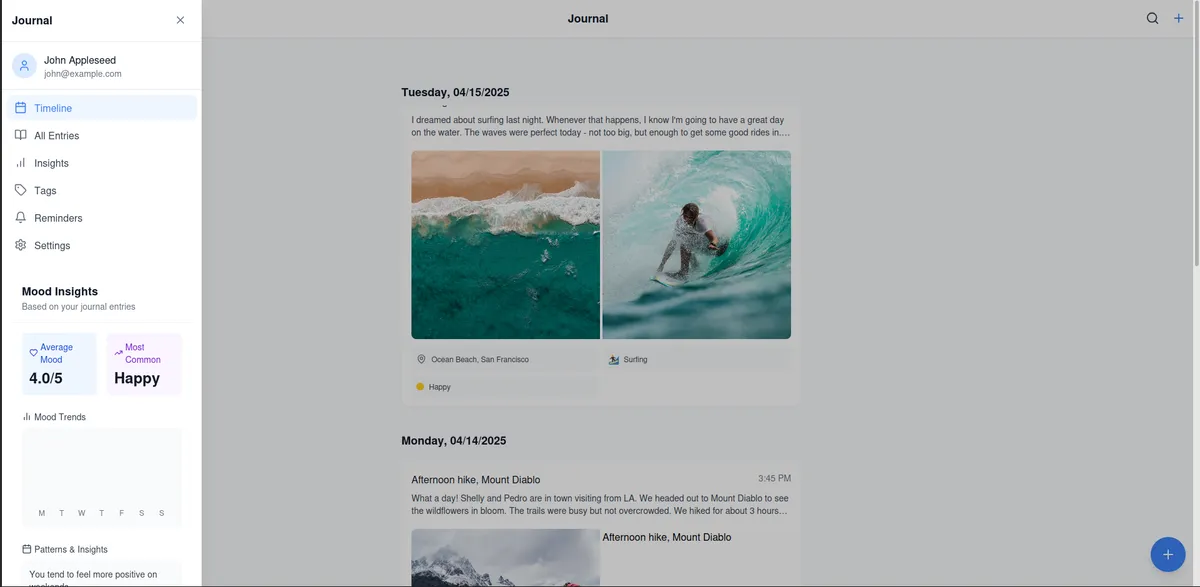 Journal
John Appleseed
john@example.com
Timeline
All Entries
Insights
Tags
Reminders
Settings
Mood Insights
Based on your journal entries
Average
Mood
4.0/5
Most
Common
Happy
Mood Trends
M T W T F S S
Patterns & Insights
You tend to feel more positive on
weekends
Journal
Tuesday, 04/15/2025
I dreamed about surfing last night. Whenever that happens, I know I'm going to have a great day
on the water. The waves were perfect today - not too big, but enough to get some good rides in....
Ocean Beach, San Francisco
Surfing
Happy
Monday, 04/14/2025
Afternoon hike, Mount Diablo
3:45 PM
What a day! Shelly and Pedro are in town visiting from LA. We headed out to Mount Diablo to see
the wildflowers in bloom. The trails were busy but not overcrowded. We hiked for about 3 hours...
Afternoon hike, Mount Diablo